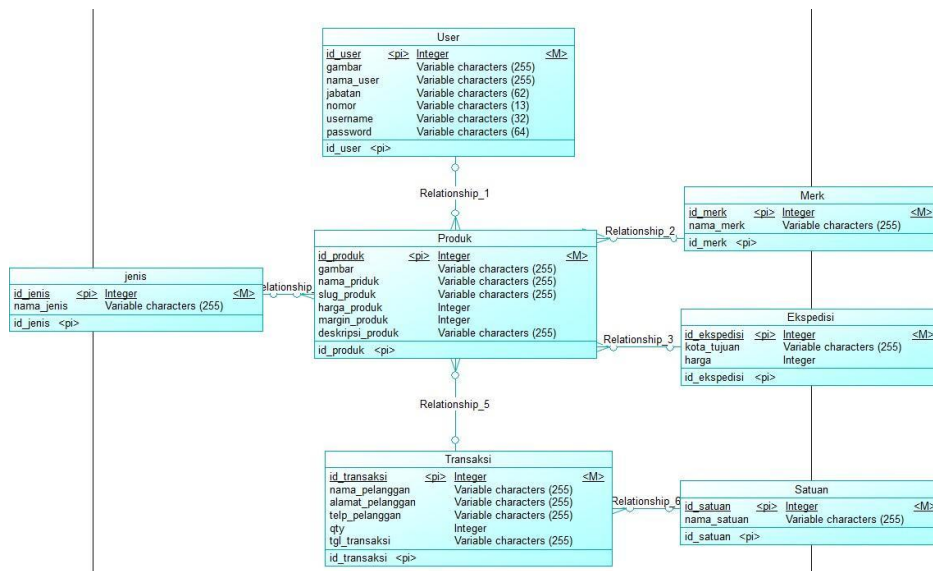 User
id_user <pi> Integer <M>
gambar Variable characters (255)
nama_user Variable characters (255)
jabatan Variable characters (62)
nomor Variable characters (13)
username Variable characters (32)
password Variable characters (64)
id_user <pi>
Relationship_1
Merk
id_merk <pi> Integer <M>
nama_merk Variable characters (255)
id_merk <pi>
Relationship_2
Produk
id_produk <pi> Integer <M>
gambar Variable characters (255)
nama_priduk Variable characters (255)
slug_produk Variable characters (255)
harga_produk Integer
margin_produk Integer
deskripsi_produk Variable characters (255)
id_produk <pi>
jenis
id_jenis <pi> Integer <M>
nama_jenis Variable characters (255)
id_jenis <pi>
elationship_
Ekspedisi
id_ekspedisi <pi> Integer <M>
kota_tujuan Variable characters (255)
harga Integer
id_ekspedisi <pi>
Relationship_3
Relationship_5
Transaksi
id_transaksi <pi> Integer <M>
nama_pelanggan Variable characters (255)
alamat_pelanggan Variable characters (255)
telp_pelanggan Variable characters (255)
qty Integer
tgl_transaksi Variable characters (255)
id_transaksi <pi>
Relationship_6
Satuan
id_satuan <pi> Integer <M>
nama_satuan Variable characters (255)
id_satuan <pi>